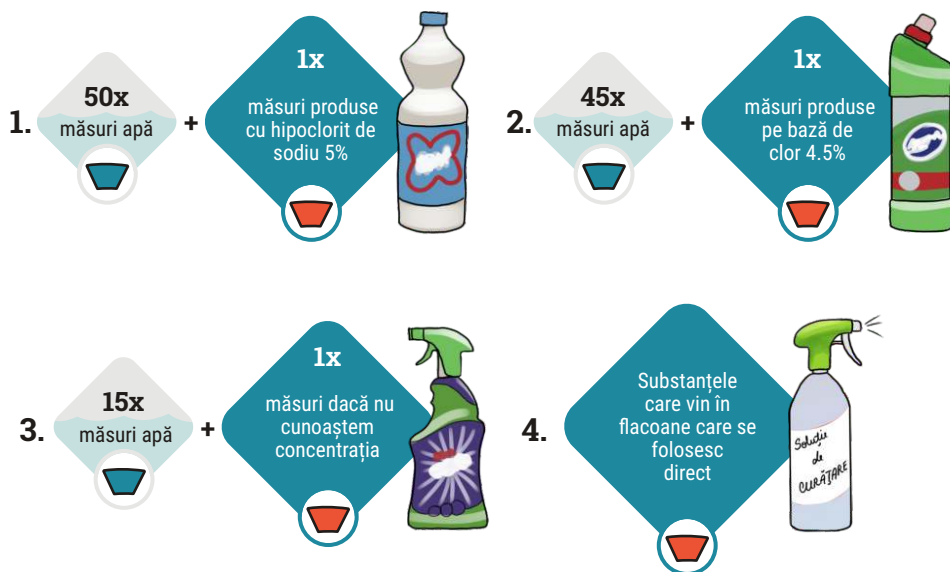 1.
50x
măsuri apă
+
1x
măsuri produse
cu hipoclorit de
sodiu 5%
2.
45x
măsuri apă
+
1x
măsuri produse
pe bază de
clor 4.5%
3.
15x
măsuri apă
+
1x
măsuri dacă nu
cunoaștem
concentrația
4.
Substanțele
care vin în
flacoane care se
folosesc
direct
Soluție
de
CURĂȚARE